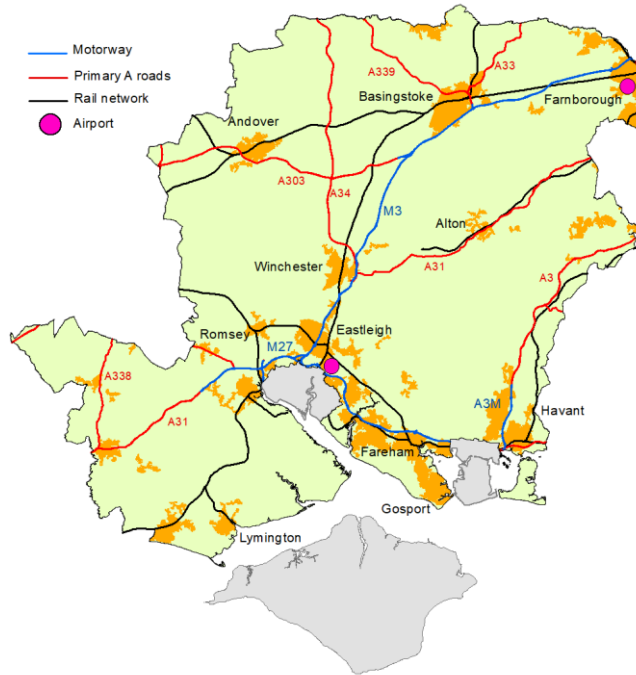 Motorway
Primary A roads
Rail network
Airport
A339
A33
Basingstoke
Farnborough
Andover
A303
A34
M3
Alton
Winchester
A31
A3
Romsey
Eastleigh
M27
A338
A31
A3M
Havant
Fareham
Gosport
Lymington